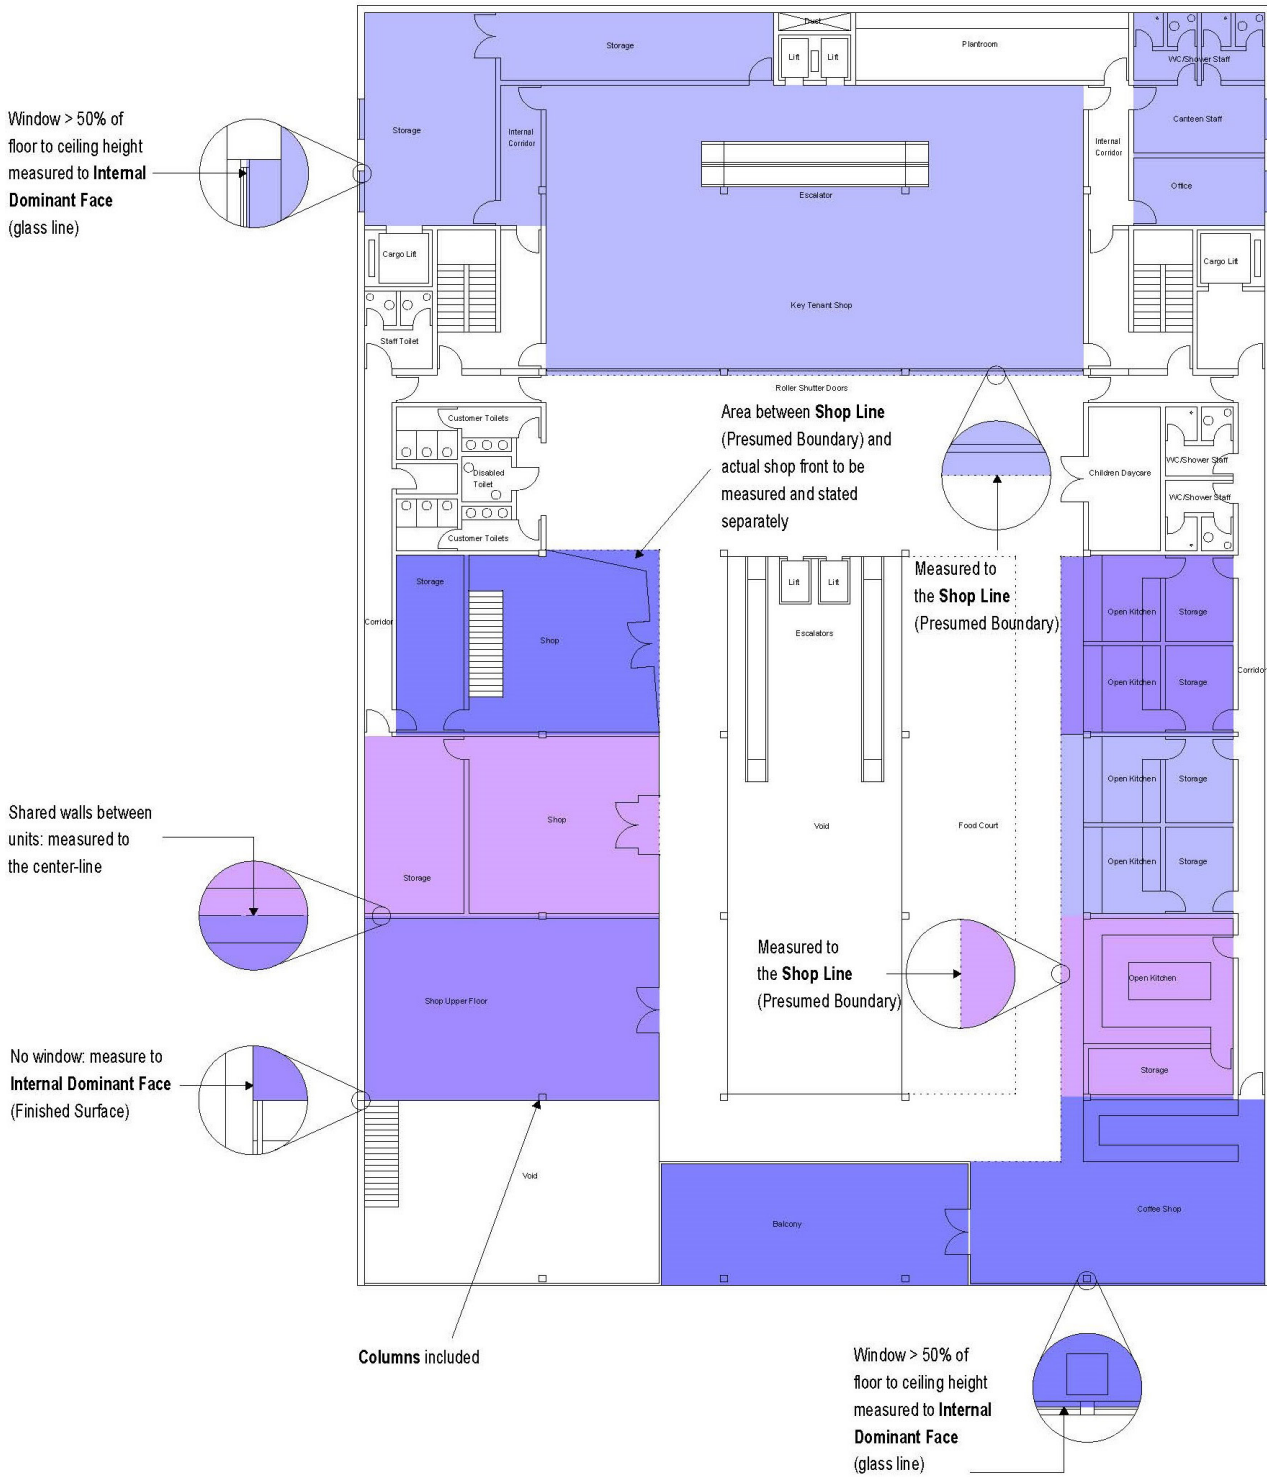 Duct
Storage
Lift
Lift
Plantroom
WC/Shower Staff
Window > 50% of
floor to ceiling height
measured to Internal
Dominant Face
(glass line)
Storage
Internal
Corridor
Internal
Corridor
Canteen Staff
Escalator
Office
Cargo Lift
Cargo Lift
Key Tenant Shop
Staff Toilet
Roller Shutter Doors
Customer Toilets
Area between Shop Line
(Presumed Boundary) and
actual shop front to be
measured and stated
separately
Disabled
Toilet
Children Daycare
WC/Shower Staff
WC/Shower Staff
Customer Toilets
Measured to
the Shop Line
(Presumed Boundary)
Storage
Lift
Lift
Corridor
Shop
Escalators
Open Kitchen
Storage
Open Kitchen
Storage
Corridor
Open Kitchen
Storage
Shared walls between
units: measured to
the center-line
Shop
Void
Food Court
Open Kitchen
Storage
Storage
Measured to
the Shop Line
(Presumed Boundary)
Open Kitchen
Shop Upper Floor
No window: measure to
Internal Dominant Face
(Finished Surface)
Storage
Void
Balcony
Coffee Shop
Columns included
Window > 50% of
floor to ceiling height
measured to Internal
Dominant Face
(glass line)